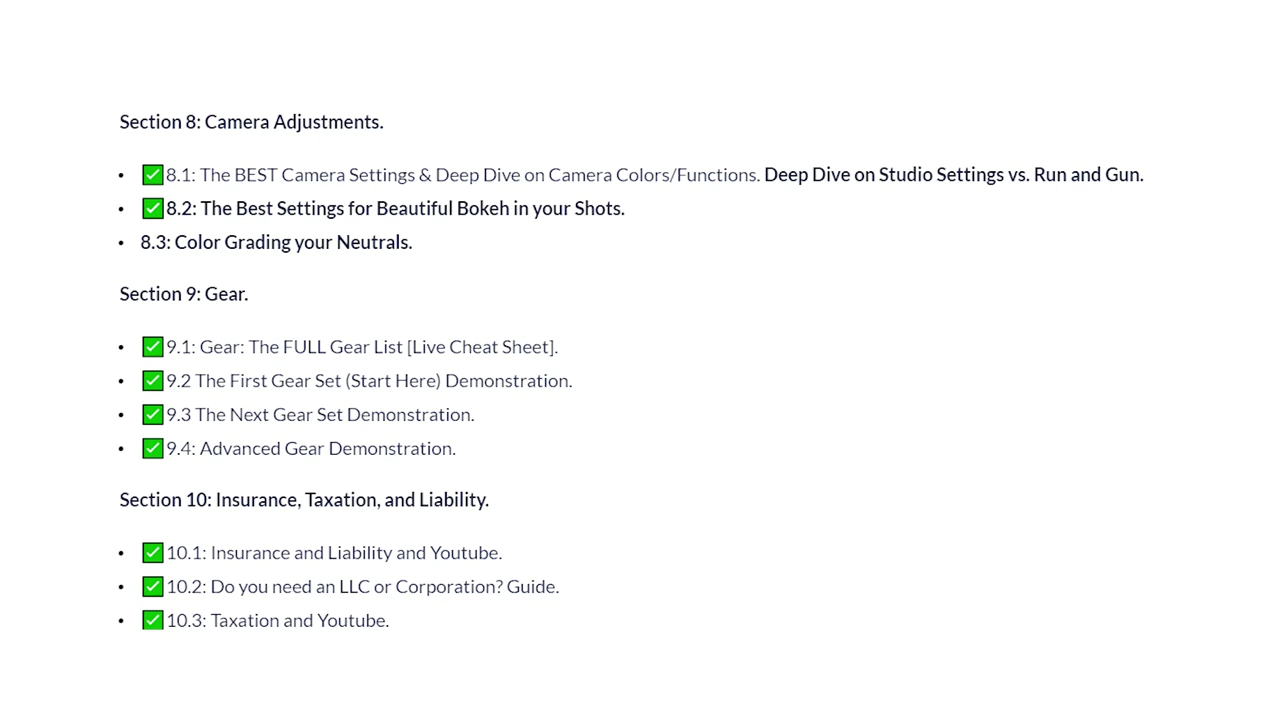 Section 8: Camera Adjustments.
• ✅ 8.1: The BEST Camera Settings & Deep Dive on Camera Colors/Functions. Deep Dive on Studio Settings vs. Run and Gun.
• ✅ 8.2: The Best Settings for Beautiful Bokeh in your Shots.
• 8.3: Color Grading your Neutrals.
Section 9: Gear.
• ✅ 9.1: Gear: The FULL Gear List [Live Cheat Sheet].
• ✅ 9.2 The First Gear Set (Start Here) Demonstration.
• ✅ 9.3 The Next Gear Set Demonstration.
• ✅ 9.4: Advanced Gear Demonstration.
Section 10: Insurance, Taxation, and Liability.
• ✅ 10.1: Insurance and Liability and Youtube.
• ✅ 10.2: Do you need an LLC or Corporation? Guide.
• ✅ 10.3: Taxation and Youtube.